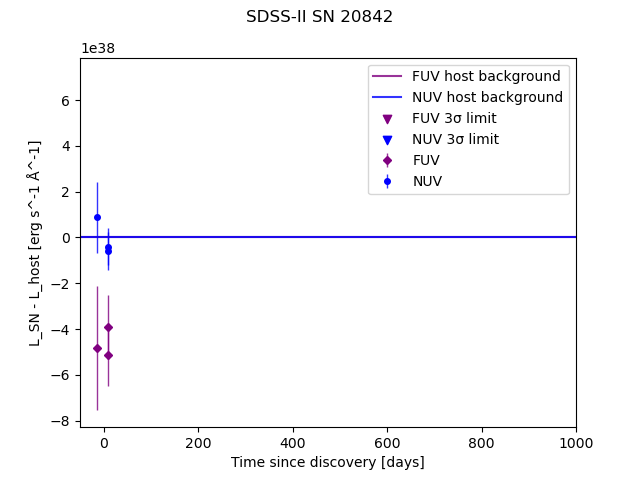 SDSS-II SN 20842
1e38
FUV host background
NUV host background
FUV 3σ limit
NUV 3σ limit
FUV
NUV
6
4
2
0
−2
−4
−6
−8
L_SN - L_host [erg s^-1 Å^-1]
0 200 400 600 800 1000
Time since discovery [days]